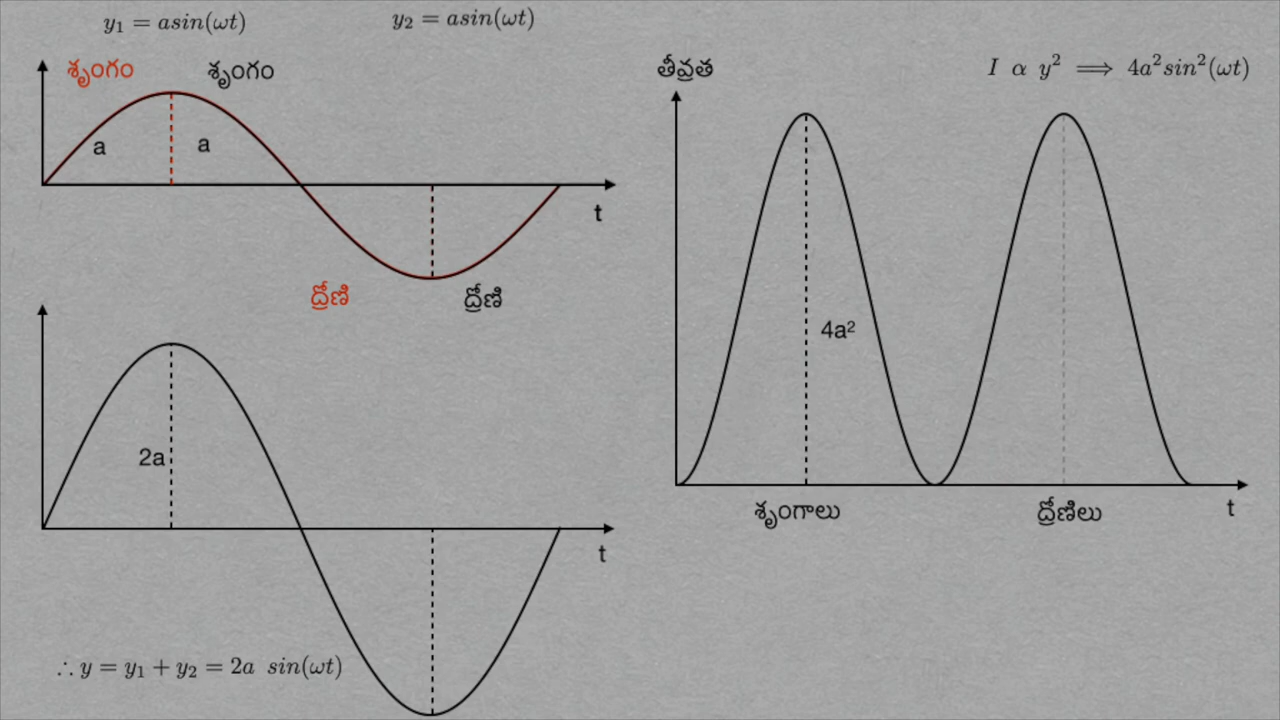 y₁ = asin(ωt)
y₂ = asin(ωt)
శృంగం శృంగం
a a
t
ద్రోణి ద్రోణి
2a
t
∴ y = y₁ + y₂ = 2a sin(ωt)
తీవ్రత
I α y² ⟹ 4a²sin²(ωt)
4a²
శృంగాలు ద్రోణిలు
t